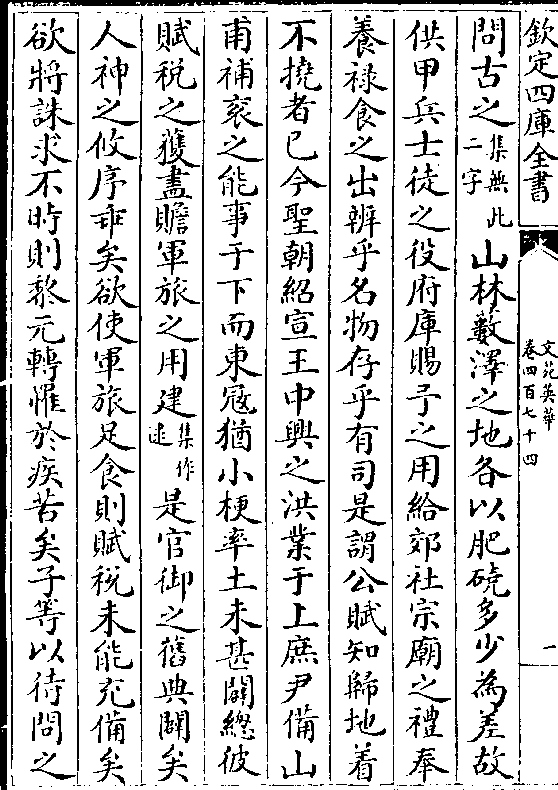 欽定四庫全書
文苑英華
卷四百七十四
一
問古之集無此二字山林藪澤之地各以肥磽多少為差故
供甲兵士徒之役府庫賜予之用給郊社宗廟之禮奉
養祿食之出辨乎名物存乎有司是謂公賦知歸地着
不撓者已今聖朝紹宣王中興之洪業于上庶尹備山
甫補衮之能事于下而東冦猶小梗率土未甚闢總彼
賦税之獲盡贍軍旅之用建集作逮是官御之舊典闕矣
人神之攸序乖矣欲使軍旅足食則賦税未能充備矣
欲將誅求不時則黎元轉懼於疾苦矣子等以待問之